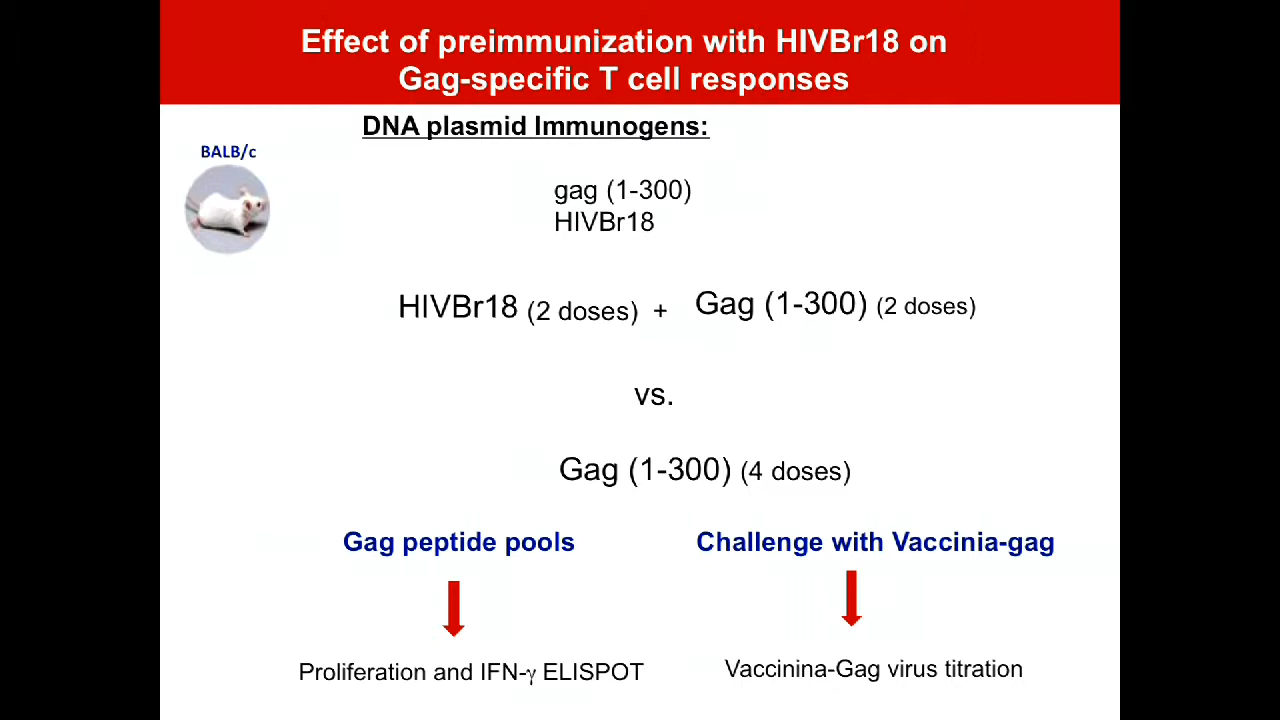 Effect of preimmunization with HIVBr18 on
Gag-specific T cell responses
DNA plasmid Immunogens:
BALB/c
gag (1-300)
HIVBr18
HIVBr18 (2 doses) + Gag (1-300) (2 doses)
vs.
Gag (1-300) (4 doses)
Gag peptide pools
Challenge with Vaccinia-gag
Proliferation and IFN-γ ELISPOT
Vaccinina-Gag virus titration